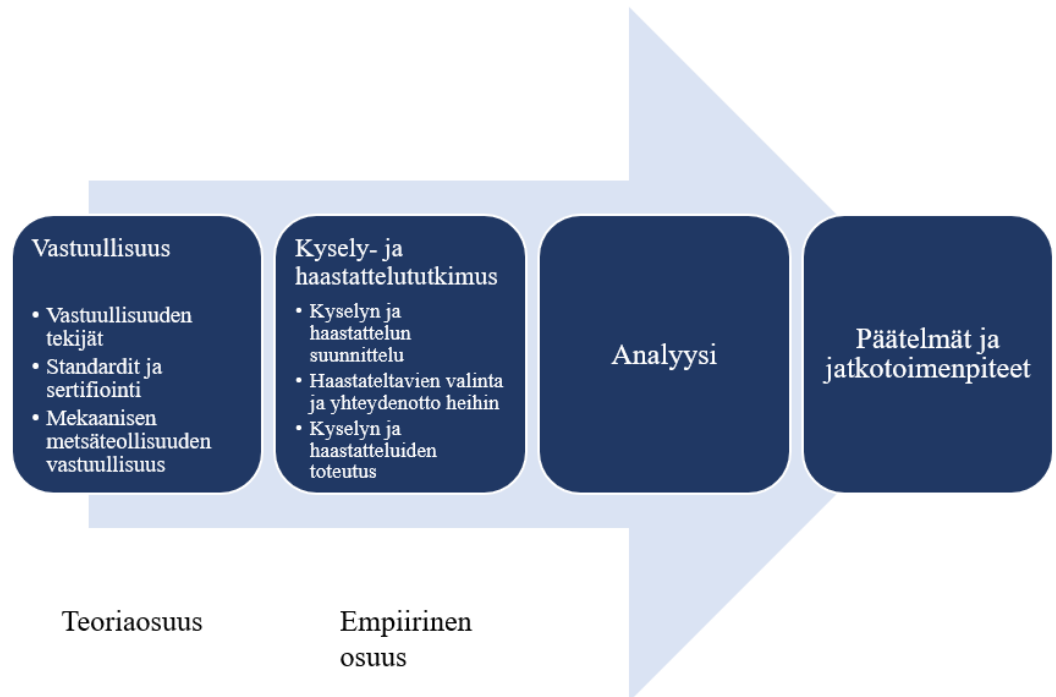 Vastuullisuus
• Vastuullisuuden
tekijät
• Standardit ja
sertifiointi
• Mekaanisen
metsäteollisuuden
vastuullisuus
Kysely- ja
haastattelututkimus
• Kyselyn ja
haastattelun
suunnittelu
• Haastateltavien valinta
ja yhteydenotto heihin
• Kyselyn ja
haastatteluiden
toteutus
Analyysi
Päätelmät ja
jatkotoimenpiteet
Teoriaosuus
Empiirinen
osuus